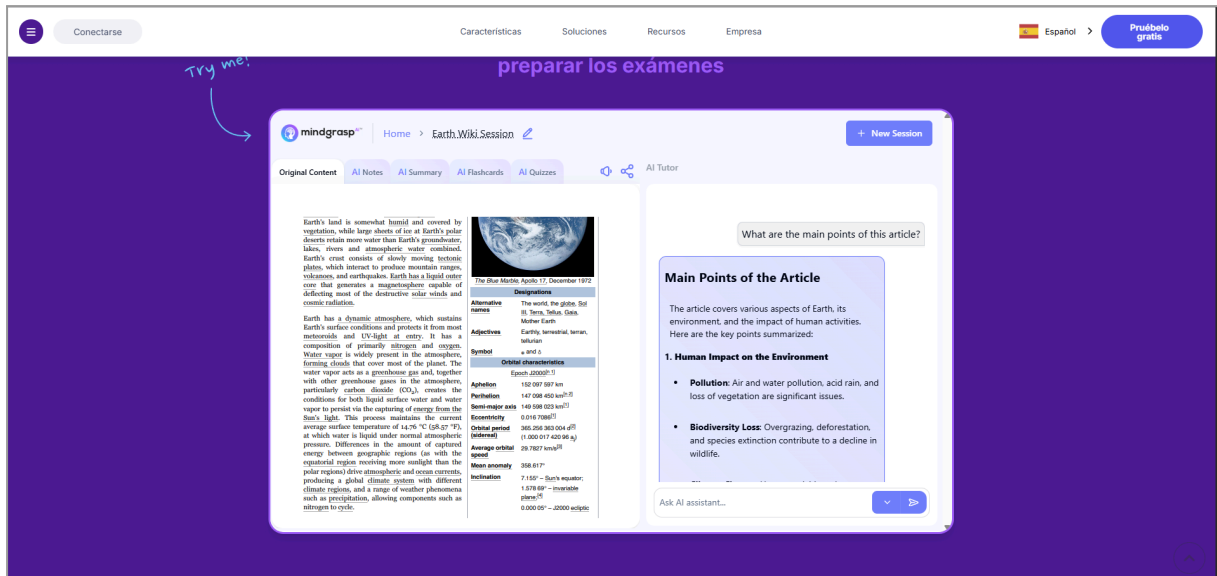 Conectarse
Características
Soluciones
Recursos
Empresa
Español
Pruébelo
gratis
preparar los exámenes
Try me!
mindgrasp
Home > Earth Wiki Session
+ New Session
Original Content
AI Notes
AI Summary
AI Flashcards
AI Quizzes
AI Tutor
Earth's land is somewhat humid and covered by
vegetation, while large sheets of ice at Earth's polar
deserts retain more water than Earth's groundwater,
lakes, rivers and atmospheric water combined.
Earth's crust consists of slowly moving tectonic
plates, which interact to produce mountain ranges,
volcanoes, and earthquakes. Earth has a liquid outer
core that generates a magnetosphere capable of
deflecting most of the destructive solar winds and
cosmic radiation.
Earth has a dynamic atmosphere, which sustains
Earth's surface conditions and protects it from most
meteoroids and UV-light at entry. It has a
composition of primarily nitrogen and oxygen.
Water vapor is widely present in the atmosphere,
forming clouds that cover most of the planet. The
water vapor acts as a greenhouse gas and, together
with other greenhouse gases in the atmosphere,
particularly carbon dioxide (CO₂), creates the
conditions for both liquid surface water and water
vapor to persist via the capturing of energy from the
Sun's light. This process maintains the current
average surface temperature of 14.76 °C (58.57 °F),
at which water is liquid under normal atmospheric
pressure. Differences in the amount of captured
energy between geographic regions (as with the
equatorial region receiving more sunlight than the
polar regions) drive atmospheric and ocean currents,
producing a global climate system with different
climate regions, and a range of weather phenomena
such as precipitation, allowing components such as
nitrogen to cycle.
The Blue Marble, Apollo 17, December 1972
Designations
Alternative names The world, the globe, Sol
III, Terra, Tellus, Gaia,
Mother Earth
Adjectives Earthly, terrestrial, terran,
tellurian
Symbol and
Orbital characteristics
Epoch J2000[n 1]
Aphelion 152 097 597 km
Perihelion 147 098 450 km[n 2]
Semi-major axis 149 598 023 km[1]
Eccentricity 0.016 7086[1]
Orbital period (sidereal) 365.256 363 004 d[2]
(1.000 017 420 96 aj)
Average orbital speed 29.7827 km/s[3]
Mean anomaly 358.617°
Inclination 7.155° – Sun's equator;
1.578 69° – invariable
plane;[4]
0.000 05° – J2000 ecliptic
What are the main points of this article?
Main Points of the Article
The article covers various aspects of Earth, its
environment, and the impact of human activities.
Here are the key points summarized:
1. Human Impact on the Environment
• Pollution: Air and water pollution, acid rain, and
loss of vegetation are significant issues.
• Biodiversity Loss: Overgrazing, deforestation,
and species extinction contribute to a decline in
wildlife.
Ask AI assistant...